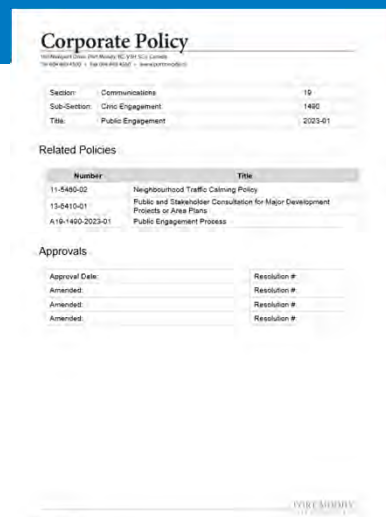 Corporate Policy
Section: Communications 19
Sub-Section: Civic Engagement 1490
Title: Public Engagement 2023-01
Related Policies
Number Title
11-5460-02 Neighbourhood Traffic Calming Policy
13-6410-01 Public and Stakeholder Consultation for Major Development
Projects or Area Plans
A19-1490-2023-01 Public Engagement Process
Approvals
Approval Date: Resolution #
Amended: Resolution #
Amended: Resolution #
Amended: Resolution #
PORT MOODY